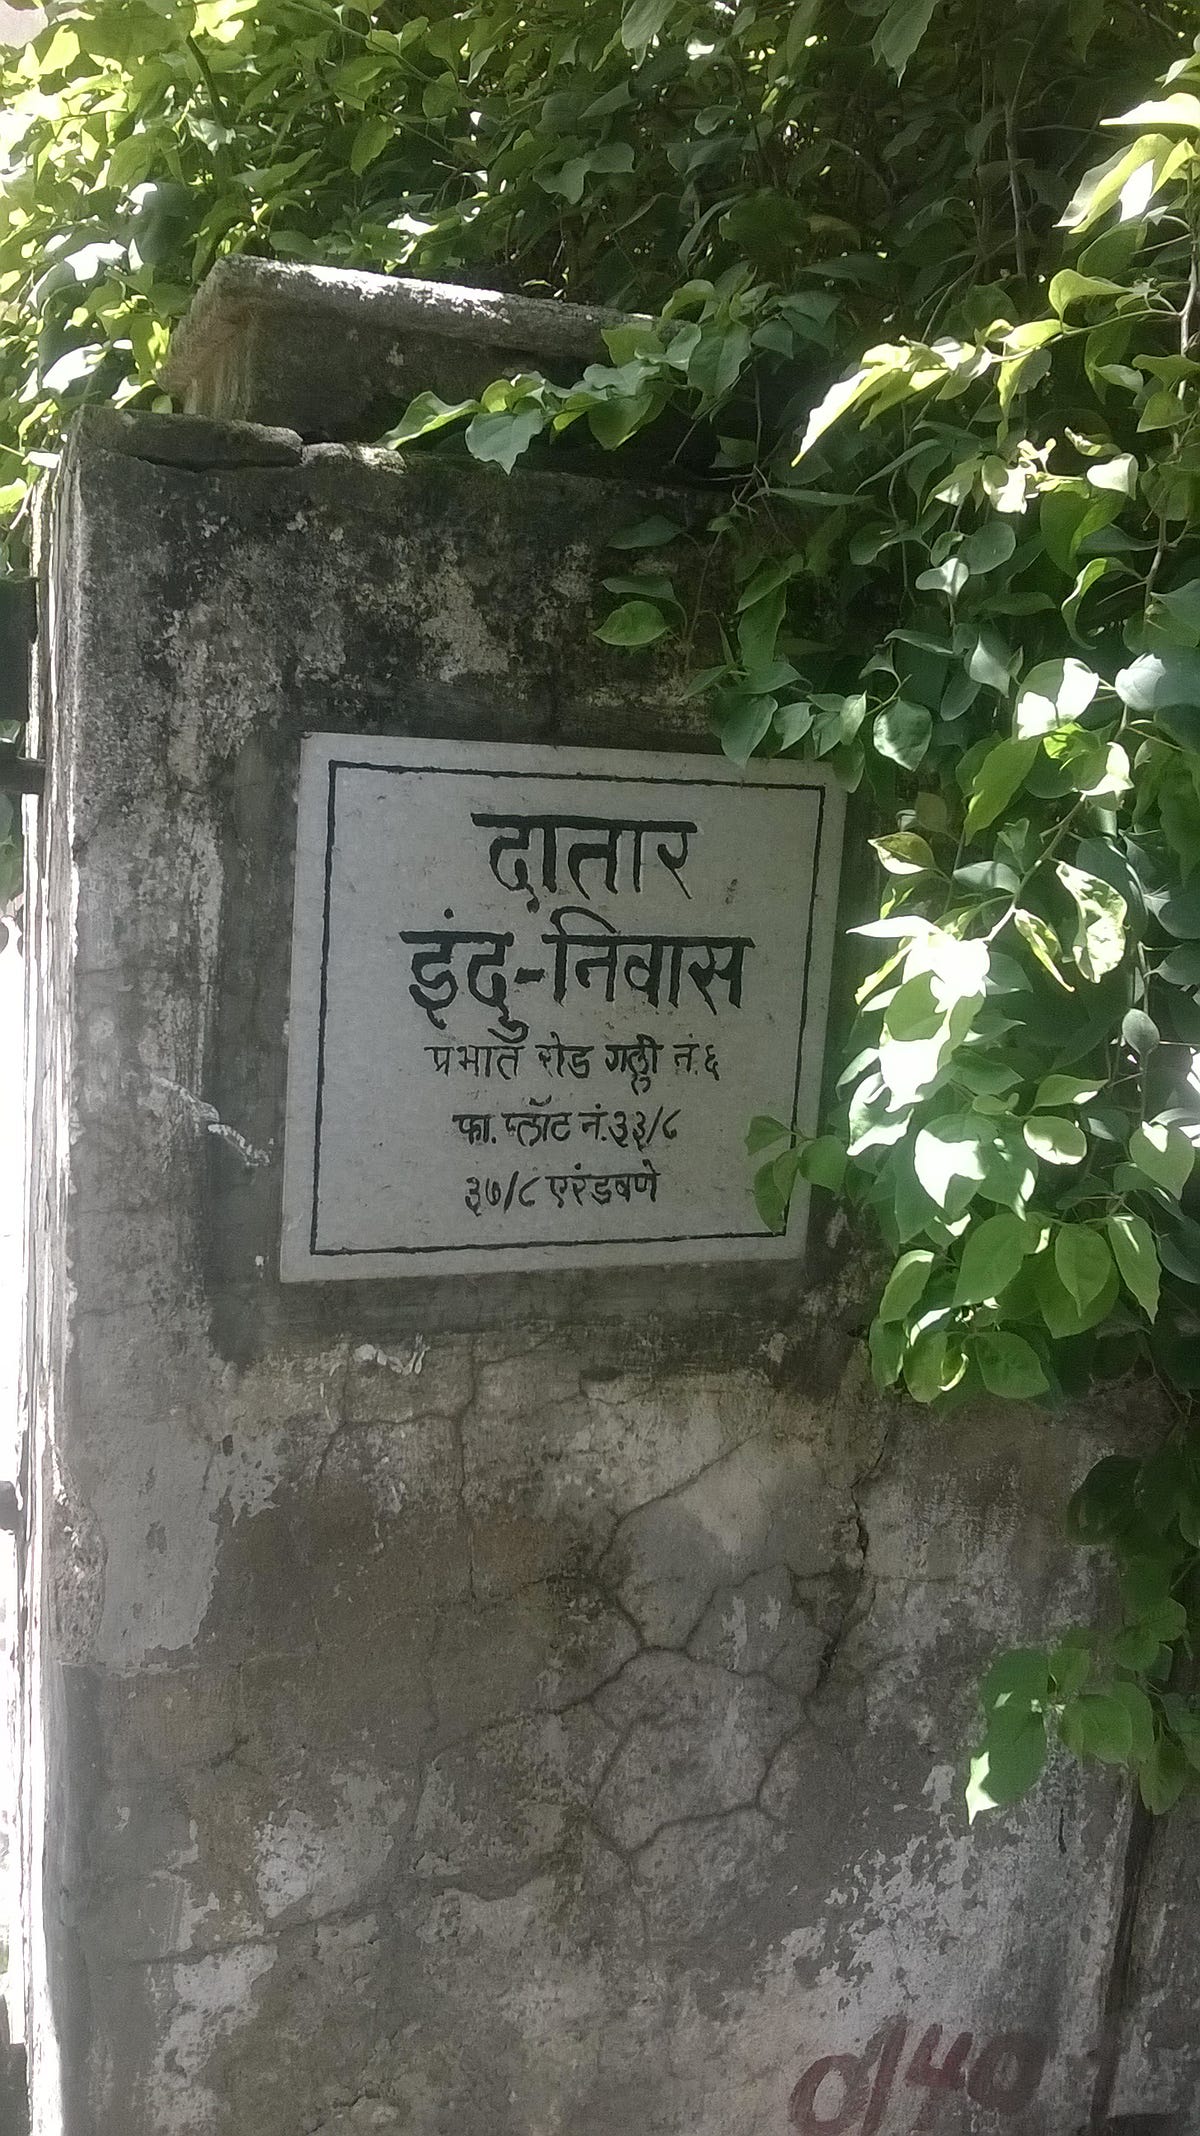 दातार
इंदु-निवास
प्रभात रोड गल्ली नं.६
फा. प्लॉट नं.३३/८
३७/८ एरंडवणे